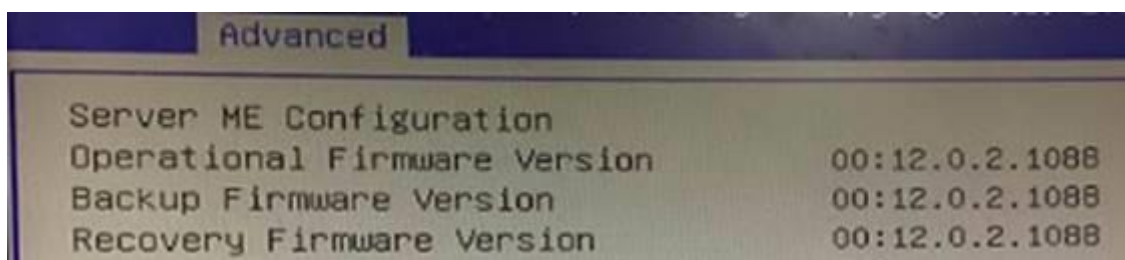 Advanced
Server ME Configuration
Operational Firmware Version 00:12.0.2.1088
Backup Firmware Version 00:12.0.2.1088
Recovery Firmware Version 00:12.0.2.1088